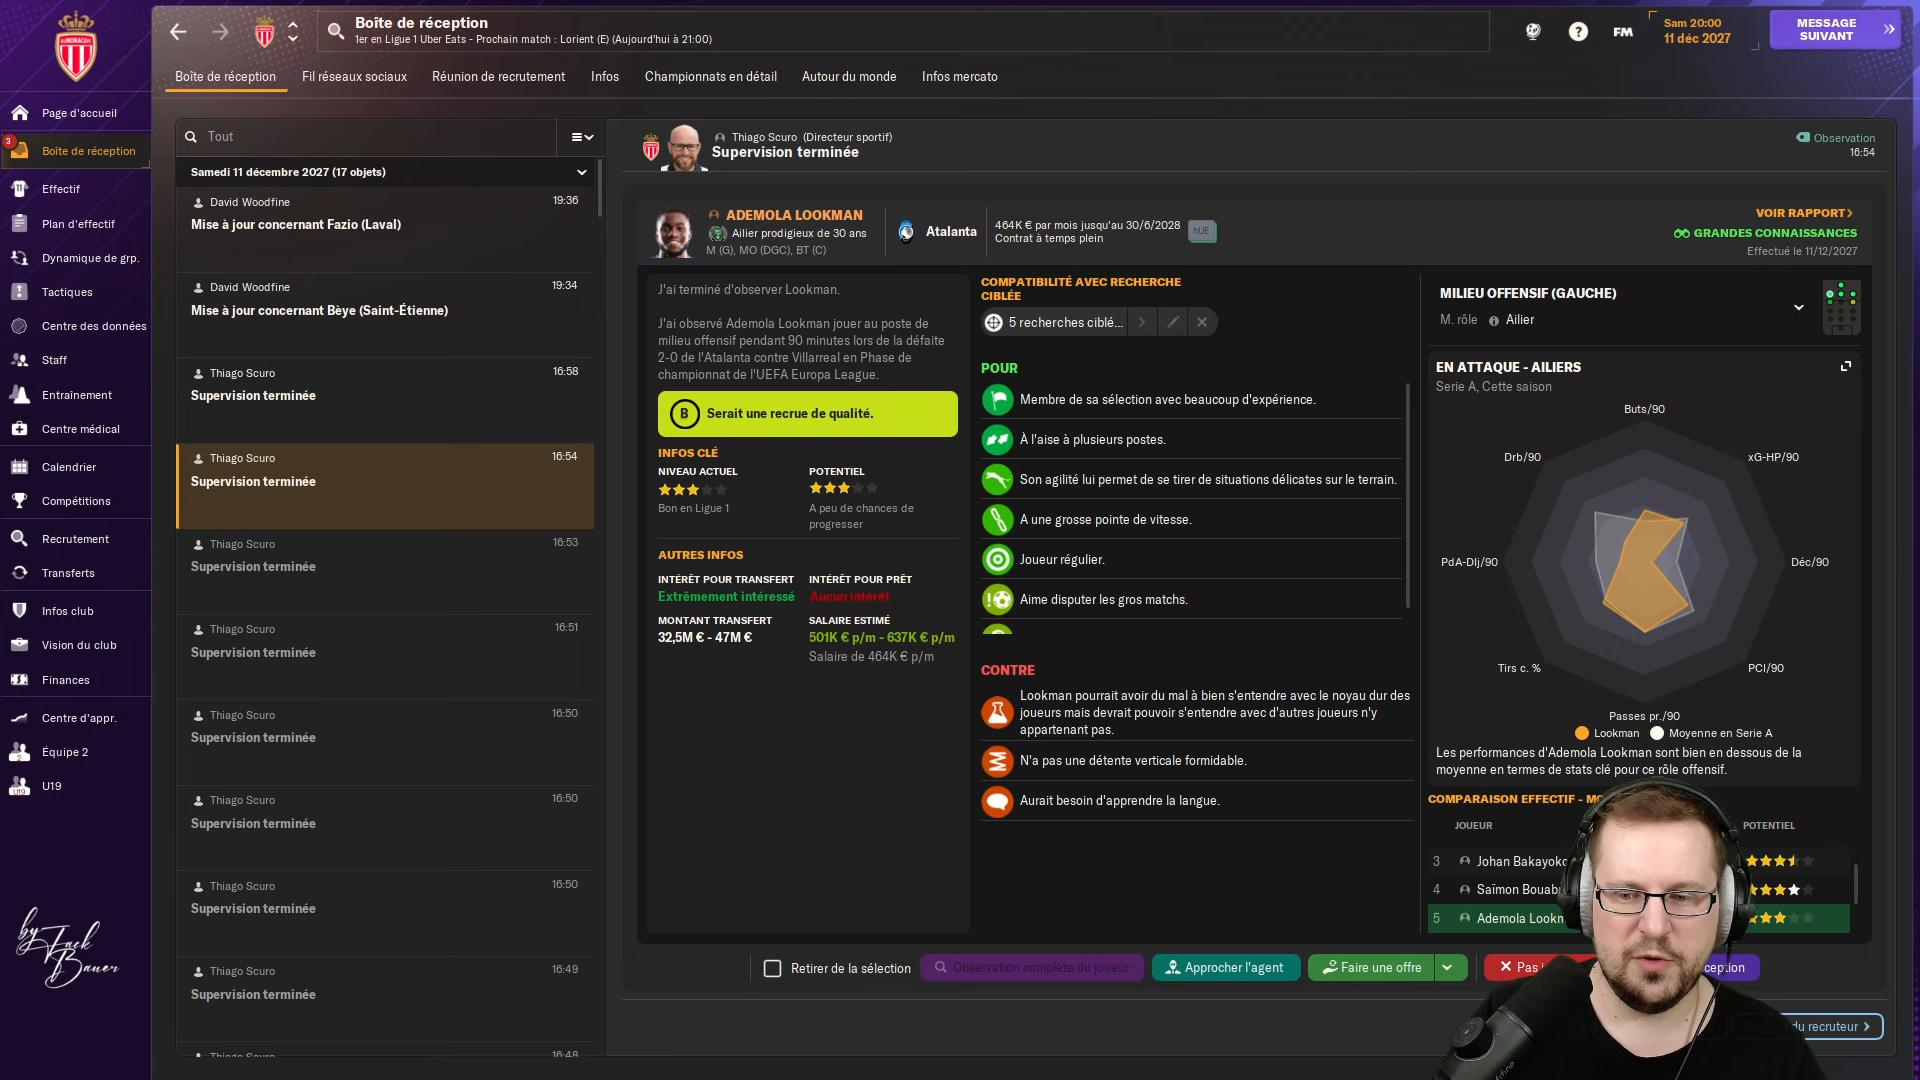 Boîte de réception
1er en Ligue 1 Uber Eats - Prochain match : Lorient (E) (Aujourd'hui à 21:00)
FM
Sam 20:00
11 déc 2027
MESSAGE
SUIVANT
Boîte de réception
Fil réseaux sociaux
Réunion de recrutement
Infos
Championnats en détail
Autour du monde
Infos mercato
Page d'accueil
3
Boîte de réception
Effectif
Plan d'effectif
Dynamique de grp.
Tactiques
Centre des données
Staff
Entraînement
Centre médical
Calendrier
Compétitions
Recrutement
Transferts
Infos club
Vision du club
Finances
Centre d'appr.
Équipe 2
U19
by Jack Bauer
Tout
Samedi 11 décembre 2027 (17 objets)
David Woodfine 19:36
Mise à jour concernant Fazio (Laval)
David Woodfine 19:34
Mise à jour concernant Bèye (Saint-Étienne)
Thiago Scuro 16:58
Supervision terminée
Thiago Scuro 16:54
Supervision terminée
Thiago Scuro 16:53
Supervision terminée
Thiago Scuro 16:51
Supervision terminée
Thiago Scuro 16:50
Supervision terminée
Thiago Scuro 16:50
Supervision terminée
Thiago Scuro 16:50
Supervision terminée
Thiago Scuro 16:49
Supervision terminée
Thiago Scuro 16:48
Thiago Scuro (Directeur sportif)
Supervision terminée
Observation
16:54
ADEMOLA LOOKMAN
Ailier prodigieux de 30 ans
M (G), MO (DGC), BT (C)
Atalanta
464K € par mois jusqu'au 30/6/2028
Contrat à temps plein
hUE
VOIR RAPPORT
GRANDES CONNAISSANCES
Effectué le 11/12/2027
J'ai terminé d'observer Lookman.
J'ai observé Ademola Lookman jouer au poste de
milieu offensif pendant 90 minutes lors de la défaite
2-0 de l'Atalanta contre Villarreal en Phase de
championnat de l'UEFA Europa League.
B Serait une recrue de qualité.
INFOS CLÉ
NIVEAU ACTUEL
Bon en Ligue 1
POTENTIEL
A peu de chances de
progresser
AUTRES INFOS
INTÉRÊT POUR TRANSFERT
Extrêmement intéressé
INTÉRÊT POUR PRÊT
Aucun intérêt
MONTANT TRANSFERT
32,5M € - 47M €
SALAIRE ESTIMÉ
501K € p/m - 637K € p/m
Salaire de 464K € p/m
COMPATIBILITÉ AVEC RECHERCHE
CIBLÉE
5 recherches ciblé...
POUR
Membre de sa sélection avec beaucoup d'expérience.
À l'aise à plusieurs postes.
Son agilité lui permet de se tirer de situations délicates sur le terrain.
A une grosse pointe de vitesse.
Joueur régulier.
Aime disputer les gros matchs.
CONTRE
Lookman pourrait avoir du mal à bien s'entendre avec le noyau dur des
joueurs mais devrait pouvoir s'entendre avec d'autres joueurs n'y
appartenant pas.
N'a pas une détente verticale formidable.
Aurait besoin d'apprendre la langue.
MILIEU OFFENSIF (GAUCHE)
M. rôle Ailier
EN ATTAQUE - AILIERS
Serie A, Cette saison
Buts/90
Drb/90
xG-HP/90
PdA-DIj/90
Déc/90
Tirs c. %
PCl/90
Passes pr./90
Lookman
Moyenne en Serie A
Les performances d'Ademola Lookman sont bien en dessous de la
moyenne en termes de stats clé pour ce rôle offensif.
COMPARAISON EFFECTIF -
JOUEUR
POTENTIEL
3 Johan Bakayoko
4 Saïmon Bouab
5 Ademola Lookm
Retirer de la sélection
Observation complète du joueur
Approcher l'agent
Faire une offre
Pas
ception
du recruteur